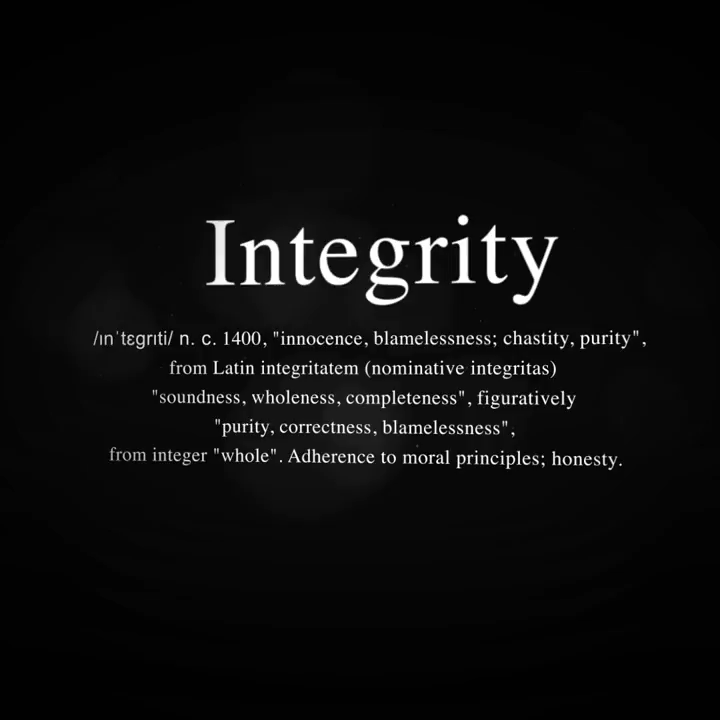 Integrity
/ɪnˈtɛgrɪti/ n. c. 1400, "innocence, blamelessness; chastity, purity",
from Latin integritatem (nominative integritas)
"soundness, wholeness, completeness", figuratively
"purity, correctness, blamelessness",
from integer "whole". Adherence to moral principles; honesty.